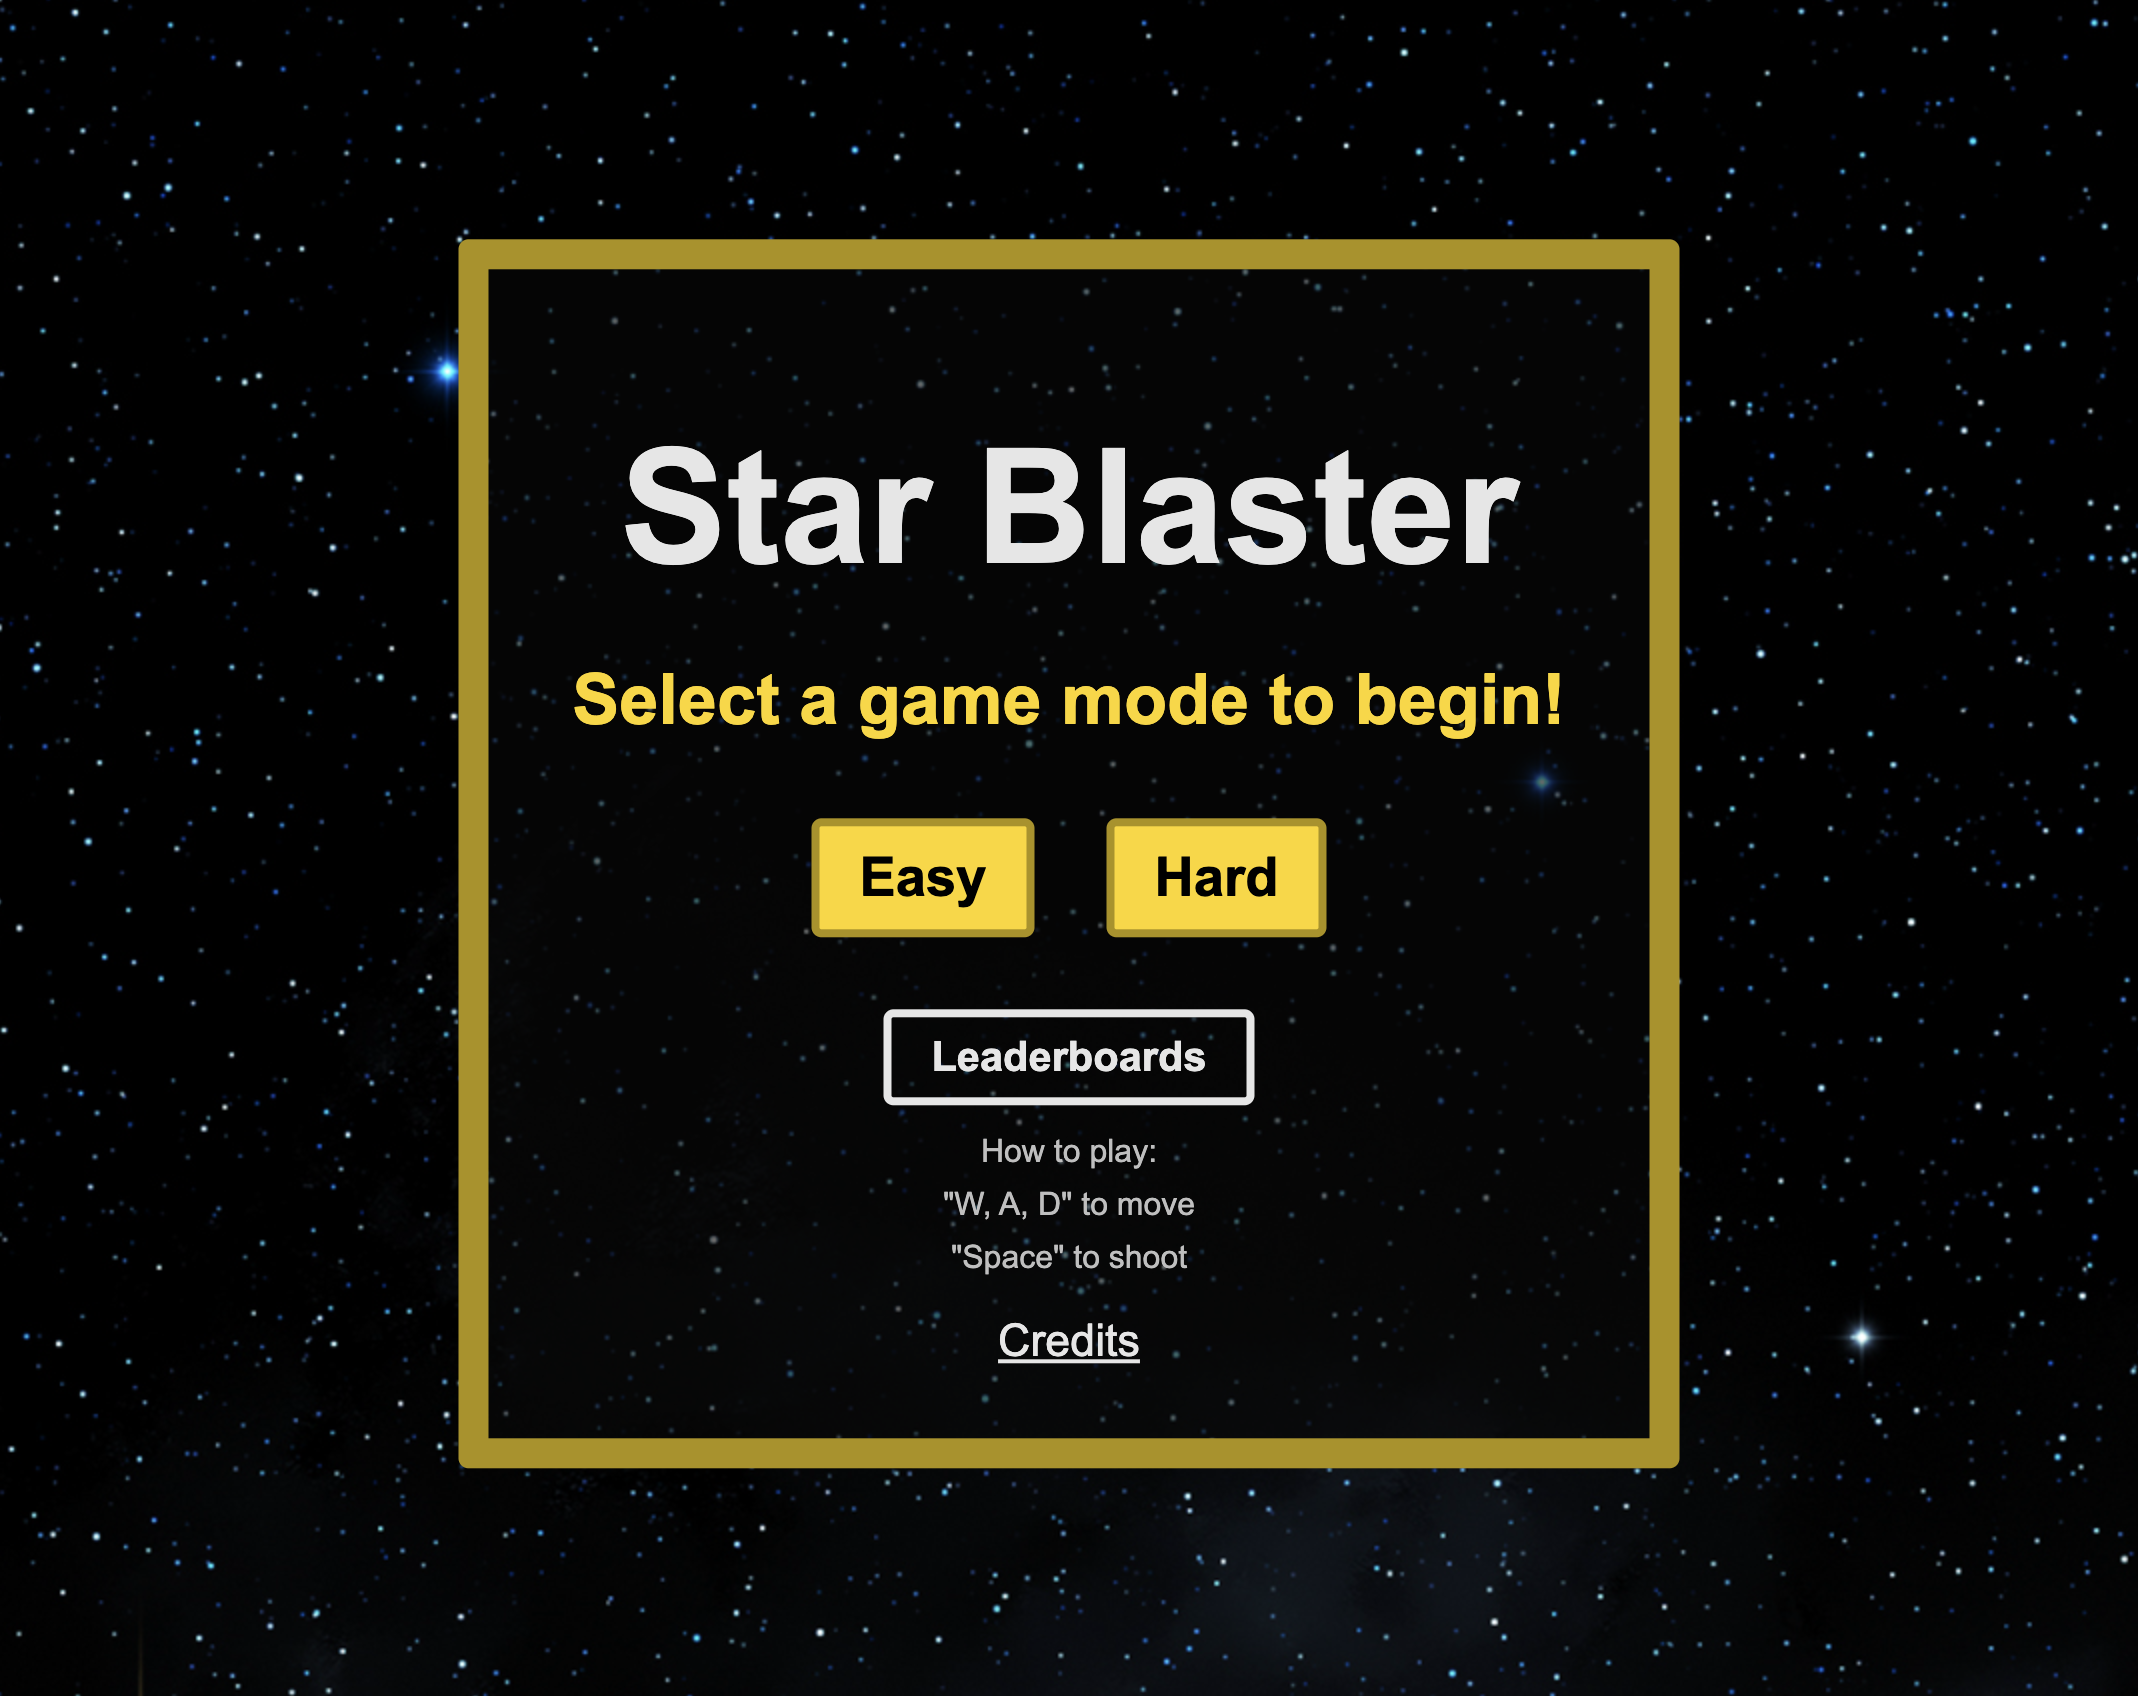 Star Blaster
Select a game mode to begin!
Easy Hard
Leaderboards
How to play:
"W, A, D" to move
"Space" to shoot
Credits